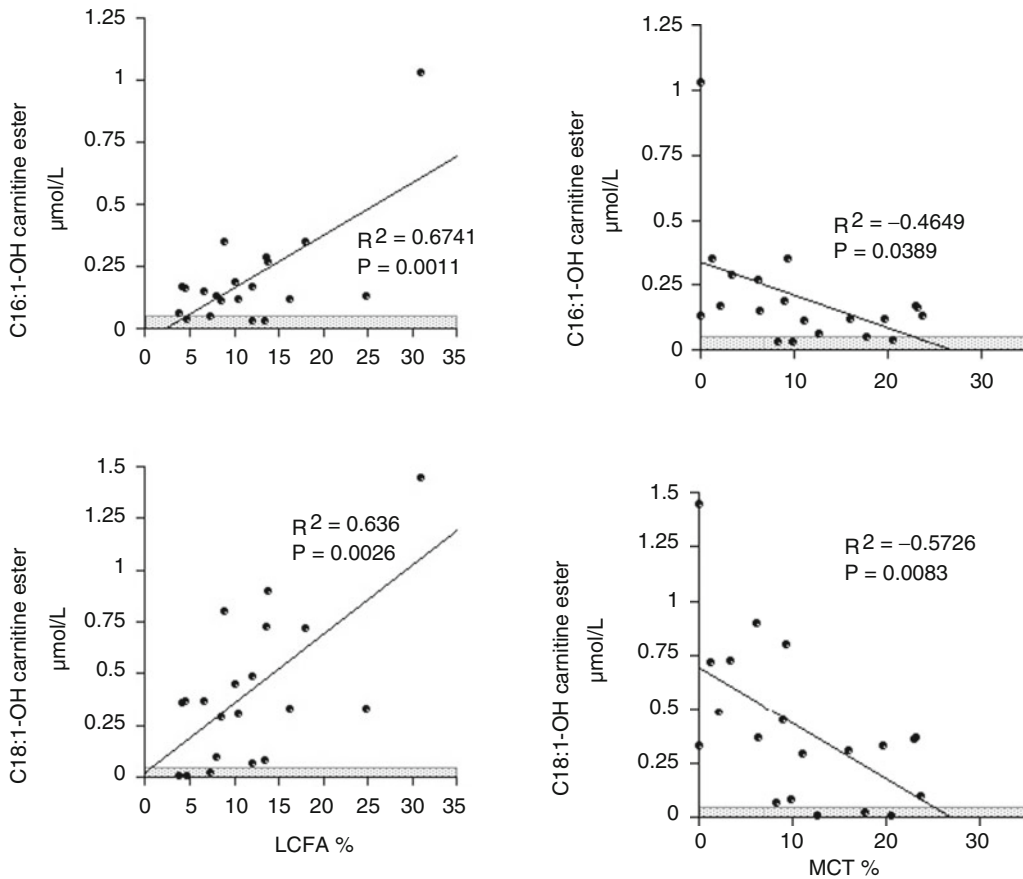 1.25
1
0.75
0.5
0.25
0
C16:1-OH carnitine ester
µmol/L
R2 = 0.6741
P = 0.0011
0 5 10 15 20 25 30 35
1.25
1
0.75
0.5
0.25
0
C16:1-OH carnitine ester
µmol/L
R2 = −0.4649
P = 0.0389
0 10 20 30
1.5
1.25
1
0.75
0.5
0.25
0
C18:1-OH carnitine ester
µmol/L
R2 = 0.636
P = 0.0026
0 5 10 15 20 25 30 35
LCFA %
1.5
1.25
1
0.75
0.5
0.25
0
C18:1-OH carnitine ester
µmol/L
R2 = −0.5726
P = 0.0083
0 10 20 30
MCT %